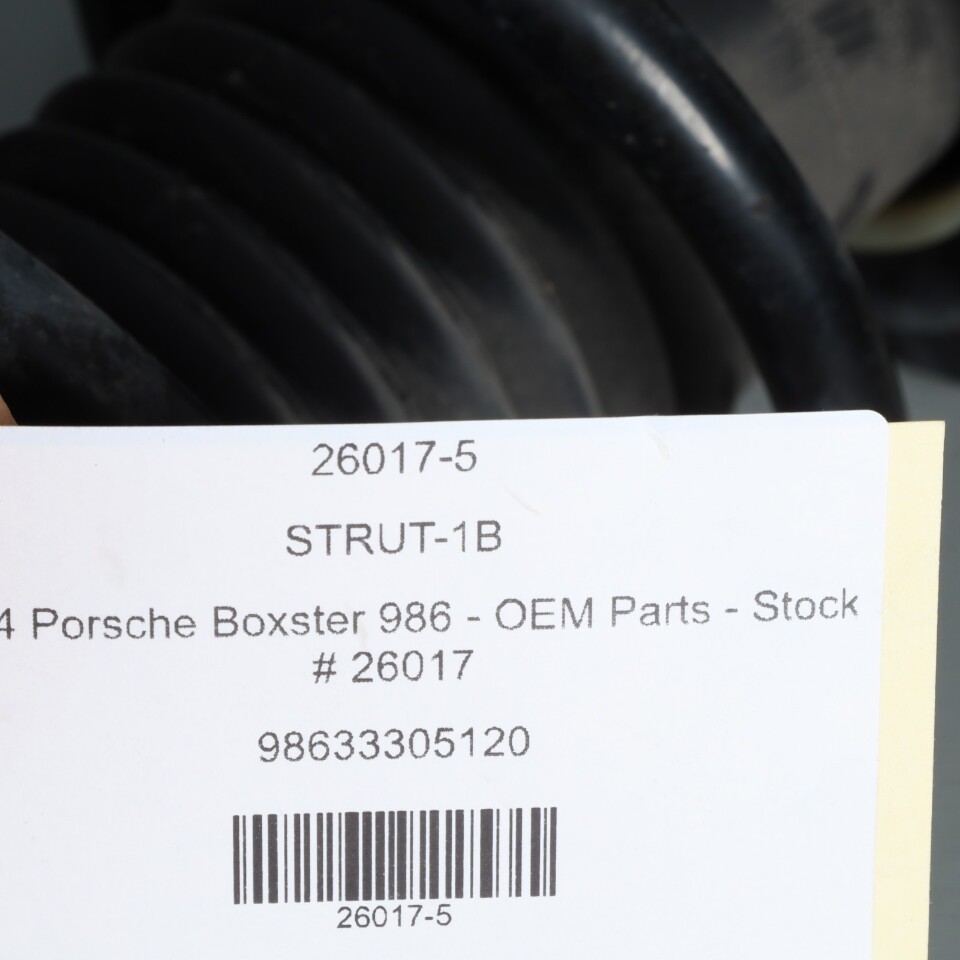 26017-5
STRUT-1B
4 Porsche Boxster 986 - OEM Parts - Stock
# 26017
98633305120
26017-5